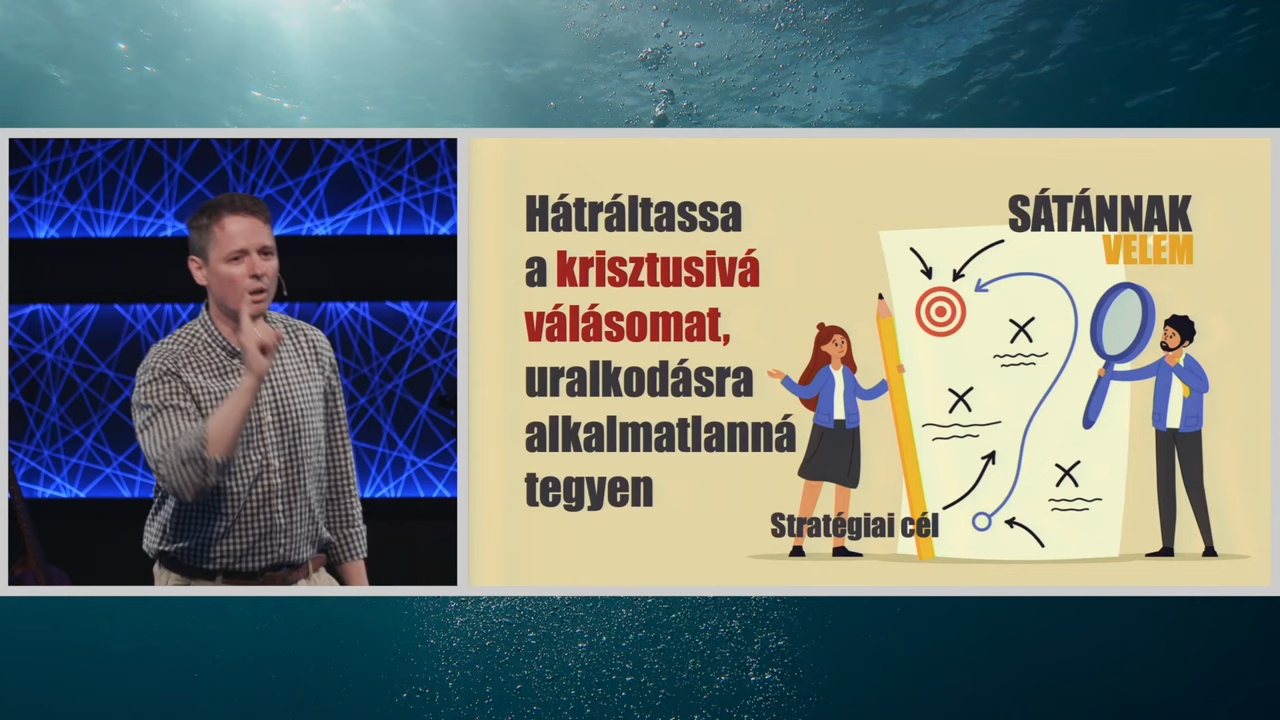 Hátráltassa
a krisztusivá
válásomat,
uralkodásra
alkalmatlanná
tegyen
SÁTÁNNAK
VELEM
Stratégiai cél